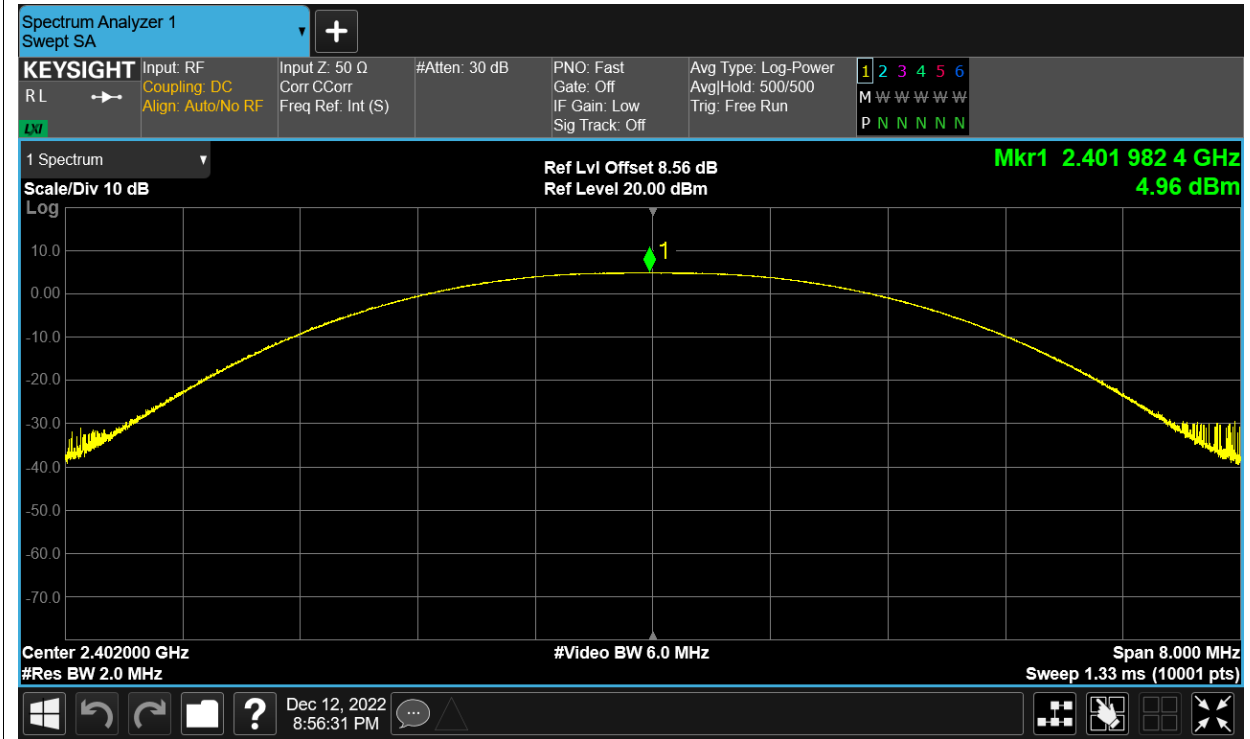 Spectrum Analyzer 1
Swept SA
KEYSIGHT
R L
LXI
Input: RF
Coupling: DC
Align: Auto/No RF
Input Z: 50 Ω
Corr CCorr
Freq Ref: Int (S)
#Atten: 30 dB
PNO: Fast
Gate: Off
IF Gain: Low
Sig Track: Off
Avg Type: Log-Power
Avg|Hold: 500/500
Trig: Free Run
1 2 3 4 5 6
M W W W W W
P N N N N N
1 Spectrum
Scale/Div 10 dB
Log
Ref Lvl Offset 8.56 dB
Ref Level 20.00 dBm
Mkr1 2.401 982 4 GHz
4.96 dBm
1
10.0
0.00
-10.0
-20.0
-30.0
-40.0
-50.0
-60.0
-70.0
Center 2.402000 GHz
#Res BW 2.0 MHz
#Video BW 6.0 MHz
Span 8.000 MHz
Sweep 1.33 ms (10001 pts)
?
Dec 12, 2022
8:56:31 PM